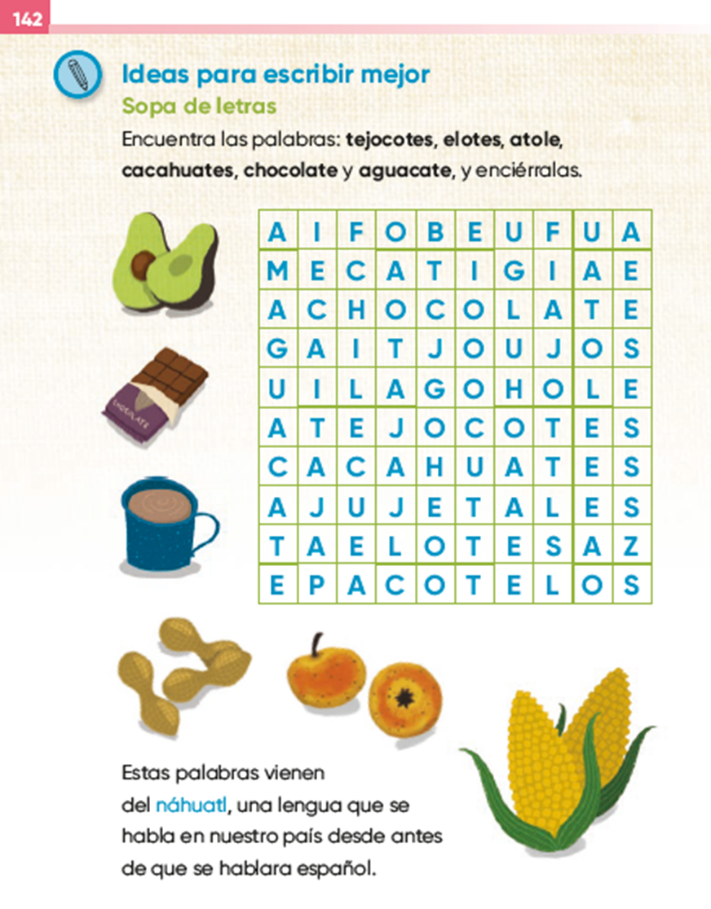 142
Ideas para escribir mejor
Sopa de letras
Encuentra las palabras: tejocotes, elotes, atole,
cacahuates, chocolate y aguacate, y enciérralas.
A I F O B E U F U A
M E C A T I G I A E
A C H O C O L A T E
G A I T J O U J O S
U I L A G O H O L E
A T E J O C O T E S
C A C A H U A T E S
A J U J E T A L E S
T A E L O T E S A Z
E P A C O T E L O S
CHOCOLATE
Estas palabras vienen
del náhuatl, una lengua que se
habla en nuestro país desde antes
de que se hablara español.